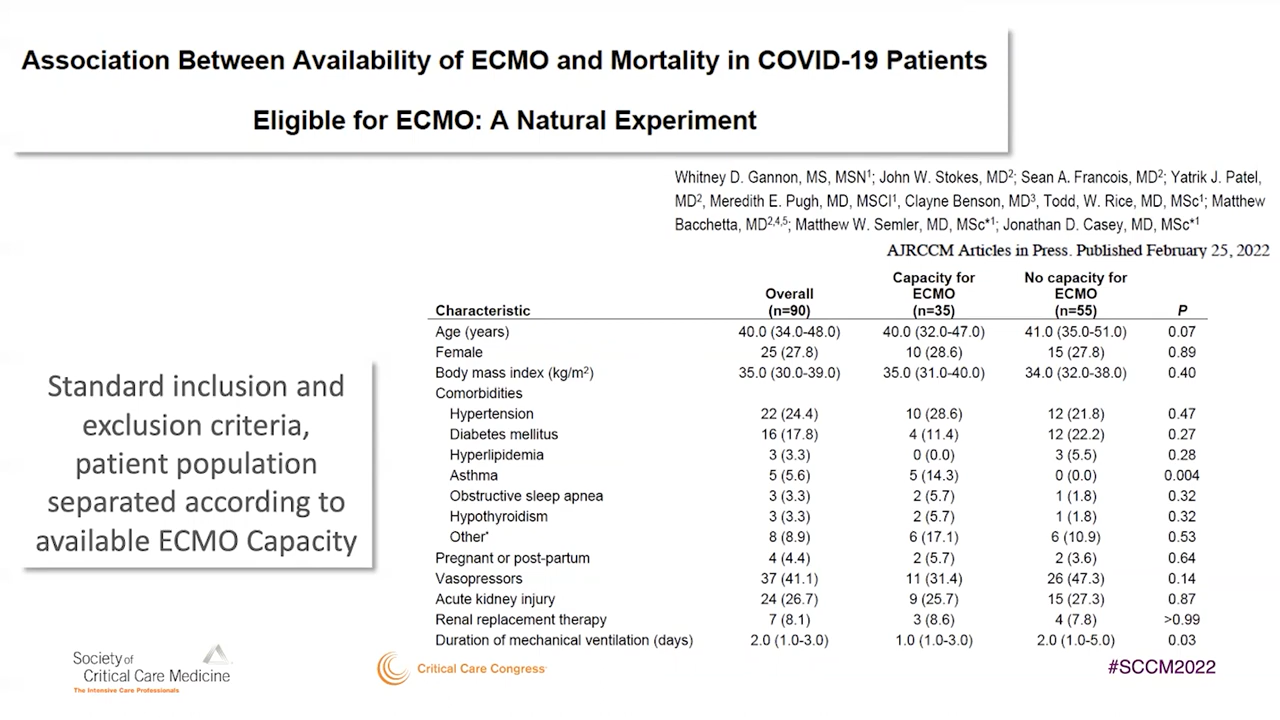 Association Between Availability of ECMO and Mortality in COVID-19 Patients
Eligible for ECMO: A Natural Experiment
Whitney D. Gannon, MS, MSN1; John W. Stokes, MD2; Sean A. Francois, MD2; Yatrik J. Patel,
MD2, Meredith E. Pugh, MD, MSCI1, Clayne Benson, MD3, Todd, W. Rice, MD, MSc1; Matthew
Bacchetta, MD2,4,5; Matthew W. Semler, MD, MSc*1; Jonathan D. Casey, MD, MSc*1
AJRCCM Articles in Press. Published February 25, 2022
Standard inclusion and
exclusion criteria,
patient population
separated according to
available ECMO Capacity
Characteristic Overall (n=90) Capacity for ECMO (n=35) No capacity for ECMO (n=55) P
Age (years) 40.0 (34.0-48.0) 40.0 (32.0-47.0) 41.0 (35.0-51.0) 0.07
Female 25 (27.8) 10 (28.6) 15 (27.8) 0.89
Body mass index (kg/m2) 35.0 (30.0-39.0) 35.0 (31.0-40.0) 34.0 (32.0-38.0) 0.40
Comorbidities
Hypertension 22 (24.4) 10 (28.6) 12 (21.8) 0.47
Diabetes mellitus 16 (17.8) 4 (11.4) 12 (22.2) 0.27
Hyperlipidemia 3 (3.3) 0 (0.0) 3 (5.5) 0.28
Asthma 5 (5.6) 5 (14.3) 0 (0.0) 0.004
Obstructive sleep apnea 3 (3.3) 2 (5.7) 1 (1.8) 0.32
Hypothyroidism 3 (3.3) 2 (5.7) 1 (1.8) 0.32
Other* 8 (8.9) 6 (17.1) 6 (10.9) 0.53
Pregnant or post-partum 4 (4.4) 2 (5.7) 2 (3.6) 0.64
Vasopressors 37 (41.1) 11 (31.4) 26 (47.3) 0.14
Acute kidney injury 24 (26.7) 9 (25.7) 15 (27.3) 0.87
Renal replacement therapy 7 (8.1) 3 (8.6) 4 (7.8) >0.99
Duration of mechanical ventilation (days) 2.0 (1.0-3.0) 1.0 (1.0-3.0) 2.0 (1.0-5.0) 0.03
Society of
Critical Care Medicine
The Intensive Care Professionals
Critical Care Congress
#SCCM2022